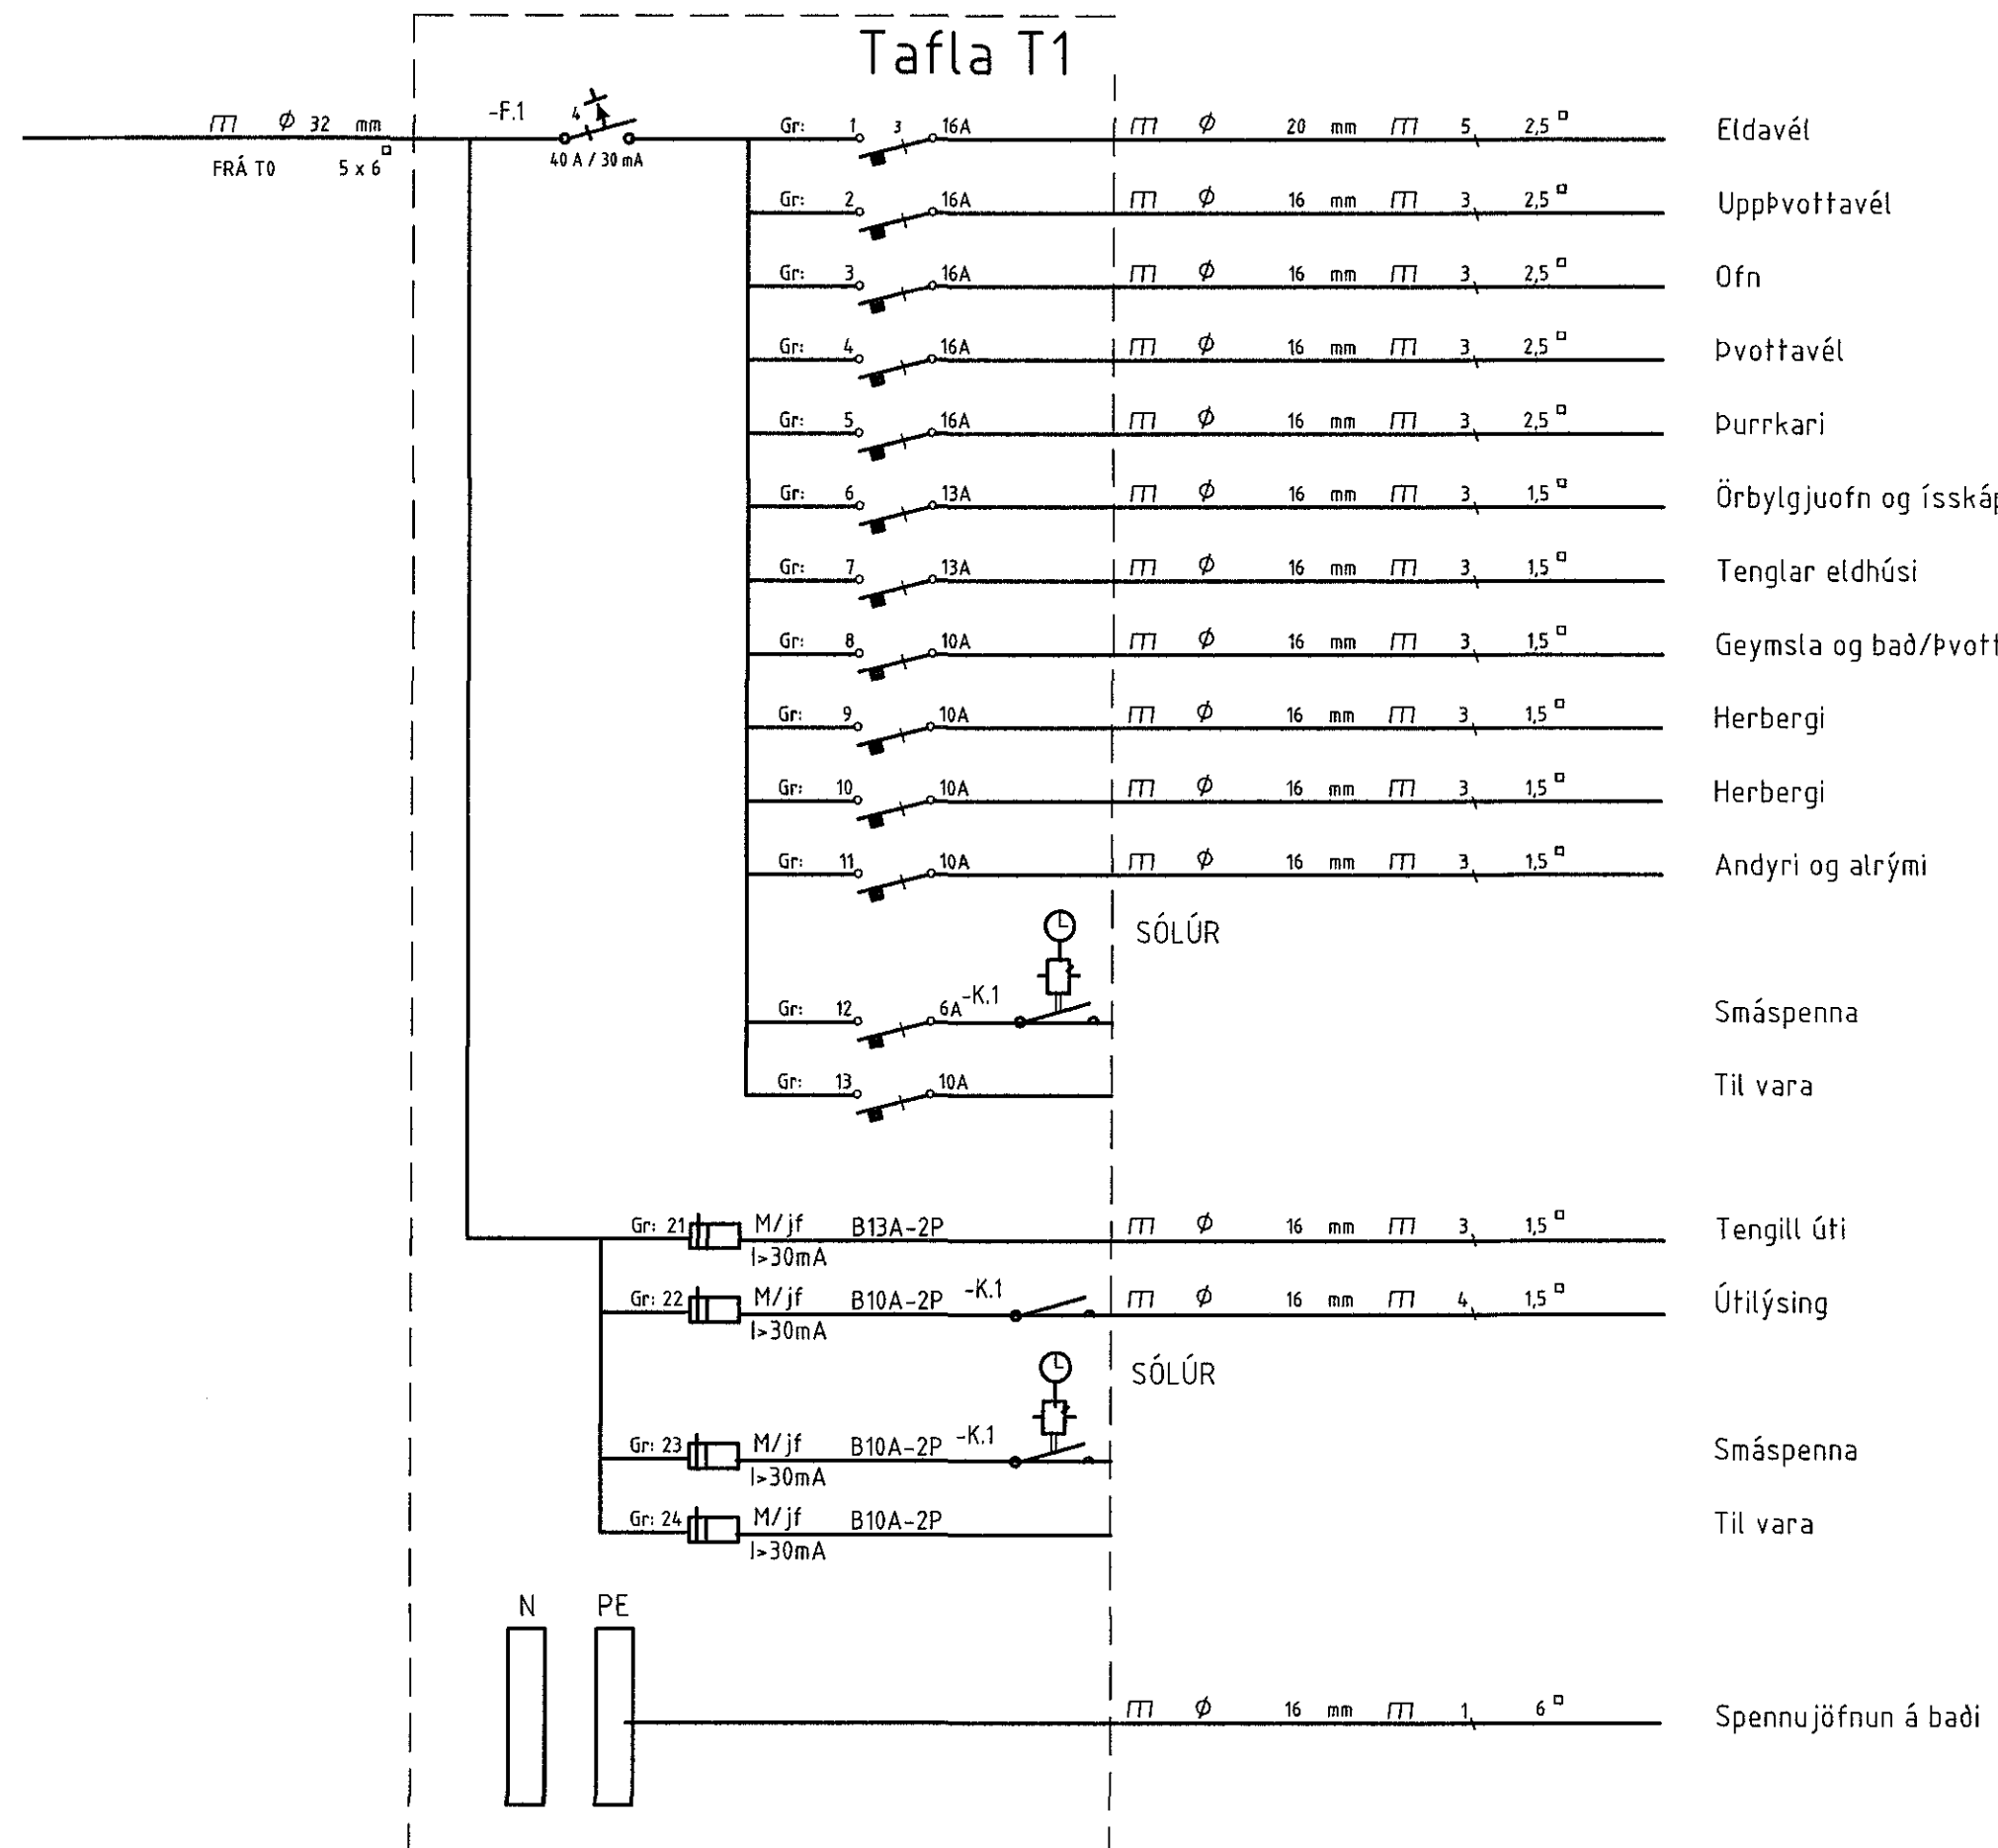 Tafla T1
⌀ 32 mm -F.1 4 Gr: 1 3 16A ⌀ 20 mm 5 2,5 □ Eldavél
FRÁ T0 5 x 6 □ 40 A / 30 mA
Gr: 2 16A ⌀ 16 mm 3 2,5 □ Uppþvottavél
Gr: 3 16A ⌀ 16 mm 3 2,5 □ Ofn
Gr: 4 16A ⌀ 16 mm 3 2,5 □ Þvottavél
Gr: 5 16A ⌀ 16 mm 3 2,5 □ Þurrkari
Gr: 6 13A ⌀ 16 mm 3 1,5 □ Örbylgjuofn og ísskáp
Gr: 7 13A ⌀ 16 mm 3 1,5 □ Tenglar eldhúsi
Gr: 8 10A ⌀ 16 mm 3 1,5 □ Geymsla og bað/þvott
Gr: 9 10A ⌀ 16 mm 3 1,5 □ Herbergi
Gr: 10 10A ⌀ 16 mm 3 1,5 □ Herbergi
Gr: 11 10A ⌀ 16 mm 3 1,5 □ Andyri og alrými
SÓLÚR
Gr: 12 6A -K.1 Smáspenna
Gr: 13 10A Til vara
Gr: 21 M/jf B13A-2P ⌀ 16 mm 3 1,5 □ Tengill úti
I>30mA
Gr: 22 M/jf B10A-2P -K.1 ⌀ 16 mm 4 1,5 □ Útilýsing
I>30mA
SÓLÚR
Gr: 23 M/jf B10A-2P -K.1 Smáspenna
I>30mA
Gr: 24 M/jf B10A-2P Til vara
I>30mA
N PE
⌀ 16 mm 1 6 □ Spennujöfnun á baði